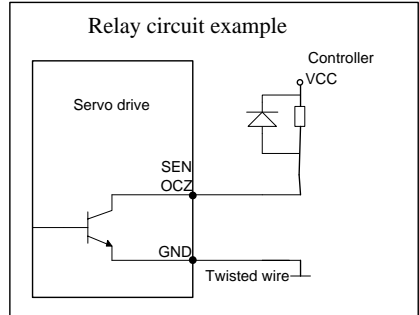 Relay circuit example
Controller
VCC
Servo drive
SEN
OCZ
GND
Twisted wire